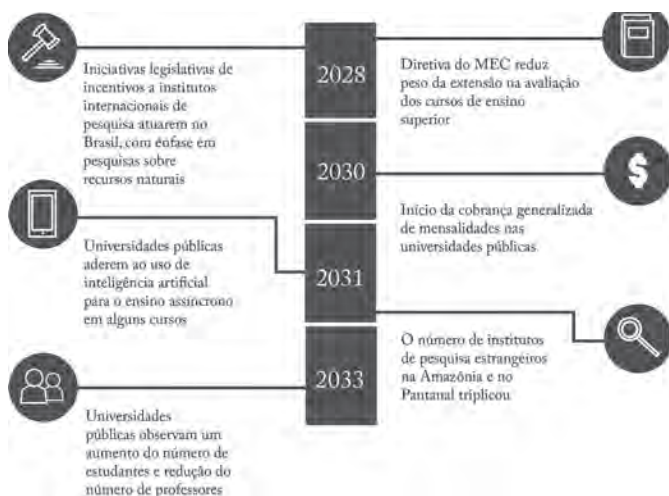 2028
Iniciativas legislativas de
incentivos a institutos
internacionais de
pesquisa atuarem no
Brasil, com ênfase em
pesquisas sobre
recursos naturais
Diretiva do MEC reduz
peso da extensão na avaliação
dos cursos de ensino
superior
2030
$
Início da cobrança generalizada
de mensalidades nas
universidades públicas
2031
Universidades públicas
aderem ao uso de
inteligência artificial
para o ensino assíncrono
em alguns cursos
O número de institutos
de pesquisa estrangeiros
na Amazônia e no
Pantanal triplicou
2033
Universidades
públicas observam um
aumento do número de
estudantes e redução do
número de professores